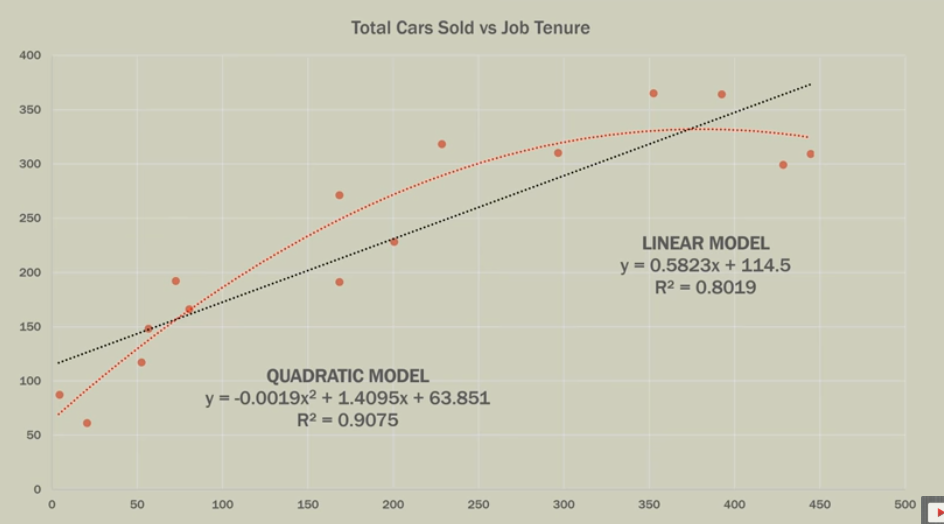 Total Cars Sold vs Job Tenure
400
350
300
250
200
150
100
50
0
LINEAR MODEL
y = 0.5823x + 114.5
R² = 0.8019
QUADRATIC MODEL
y = -0.0019x² + 1.4095x + 63.851
R² = 0.9075
0 50 100 150 200 250 300 350 400 450 500